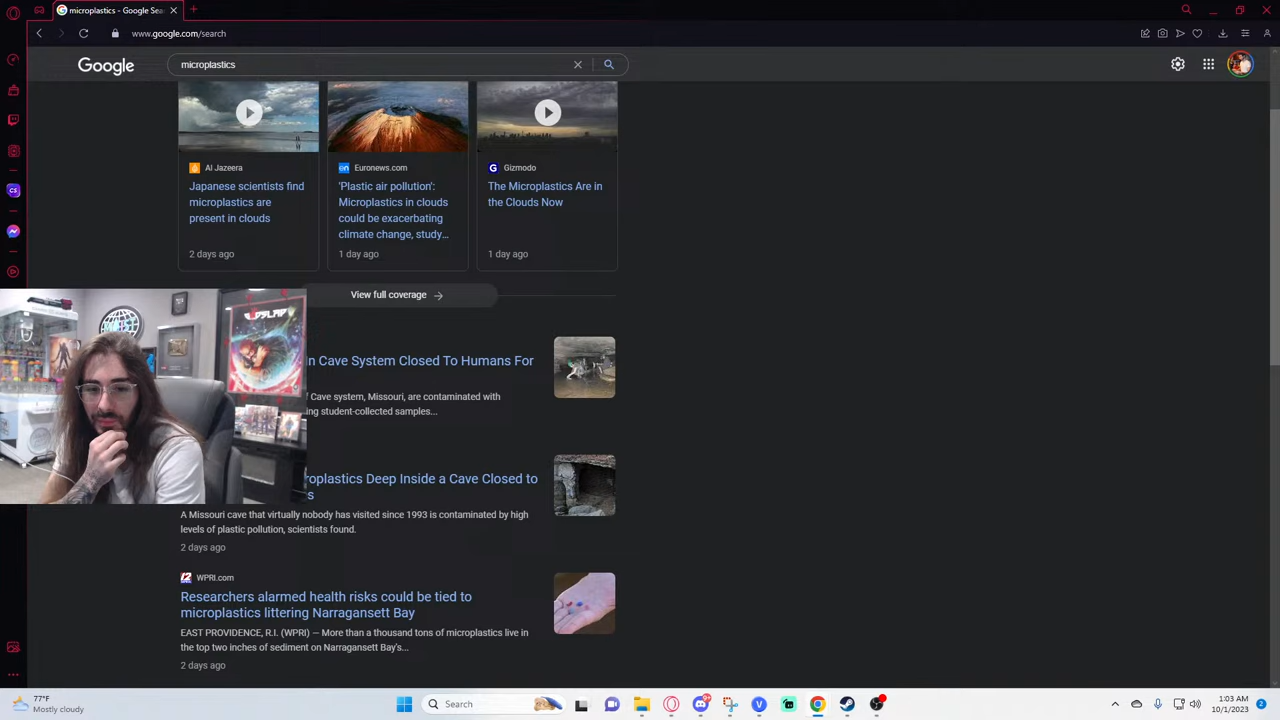 microplastics - Google Sea
www.google.com/search
Google
microplastics
Al Jazeera
Japanese scientists find
microplastics are
present in clouds
2 days ago
Euronews.com
'Plastic air pollution':
Microplastics in clouds
could be exacerbating
climate change, study...
1 day ago
Gizmodo
The Microplastics Are in
the Clouds Now
1 day ago
View full coverage
in Cave System Closed To Humans For
Cave system, Missouri, are contaminated with
ing student-collected samples...
roplastics Deep Inside a Cave Closed to
s
A Missouri cave that virtually nobody has visited since 1993 is contaminated by high
levels of plastic pollution, scientists found.
2 days ago
WPRI.com
Researchers alarmed health risks could be tied to
microplastics littering Narragansett Bay
EAST PROVIDENCE, R.I. (WPRI) — More than a thousand tons of microplastics live in
the top two inches of sediment on Narragansett Bay's...
2 days ago
77°F
Mostly cloudy
Search
1:03 AM
10/1/2023